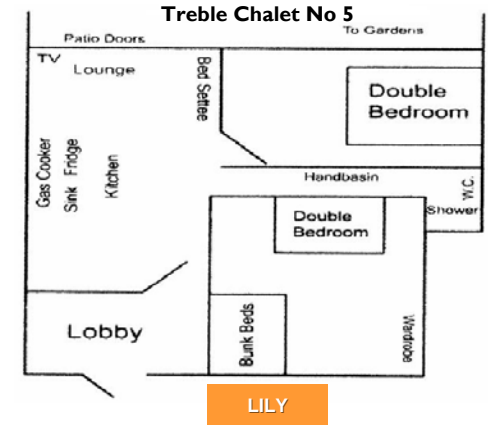 Treble Chalet No 5
Patio Doors
To Gardens
TV
Lounge
Bed Settee
Double
Bedroom
Gas Cooker
Sink Fridge
Kitchen
Handbasin
W.C.
Shower
Double
Bedroom
Lobby
Bunk Beds
Wardrobe
LILY